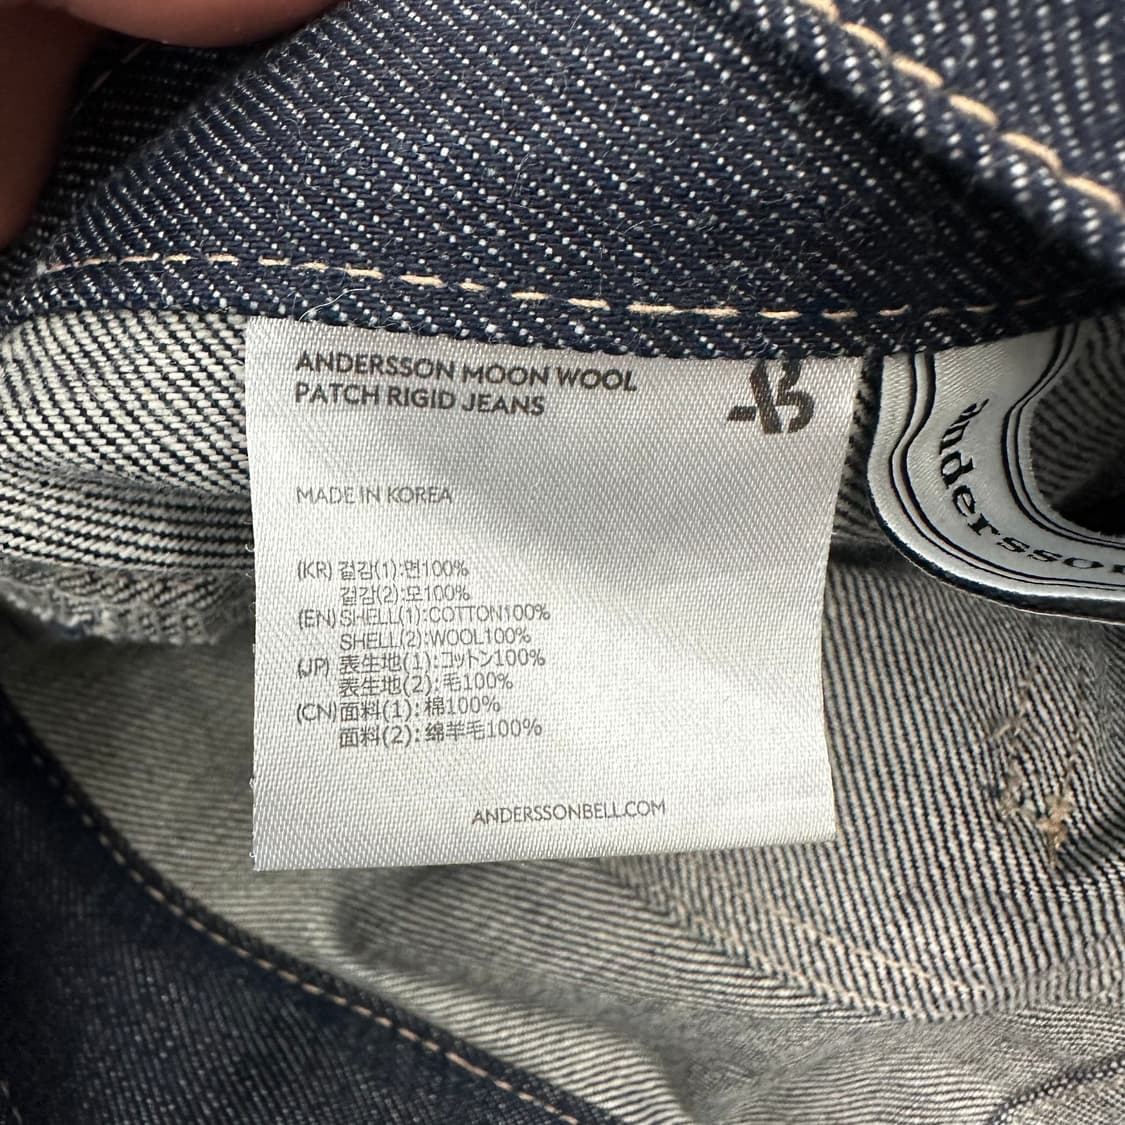 ANDERSSON MOON WOOL
PATCH RIGID JEANS
MADE IN KOREA
(KR) 겉감(1):면100%
겉감(2):모100%
(EN) SHELL(1):COTTON100%
SHELL(2):WOOL100%
(JP) 表生地(1):コットン100%
表生地(2):毛100%
(CN) 面料(1):棉100%
面料(2):绵羊毛100%
ANDERSSONBELL.COM
andersson